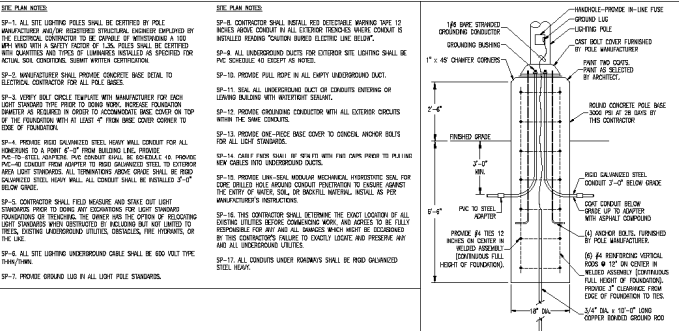 SITE PLAN NOTES:
SP-1. ALL SITE LIGHTING POLES SHALL BE CERTIFIED BY POLE
MANUFACTURER AND/OR REGISTERED STRUCTURAL ENGINEER EMPLOYED BY
THE ELECTRICAL CONTRACTOR TO BE CAPABLE OF WITHSTANDING A 100
MPH WIND WITH A SAFETY FACTOR OF 1.35. POLES SHALL BE CERTIFIED
WITH QUANTITIES AND TYPES OF LUMINAIRES INSTALLED AS SPECIFIED FOR
ACTUAL SOIL CONDITIONS. SUBMIT WRITTEN CERTIFICATION.
SP-2. MANUFACTURER SHALL PROVIDE CONCRETE BASE DETAIL TO
ELECTRICAL CONTRACTOR FOR ALL POLE BASES.
SP-3. VERIFY BOLT CIRCLE TEMPLATE WITH MANUFACTURER FOR EACH
LIGHT STANDARD TYPE PRIOR TO DOING WORK. INCREASE FOUNDATION
DIAMETER AS REQUIRED IN ORDER TO ACCOMMODATE BASE COVER ON TOP
OF THE FOUNDATION WITH AT LEAST 4" FROM BASE COVER CORNER TO
EDGE OF FOUNDATION.
SP-4. PROVIDE RIGID GALVANIZED STEEL HEAVY WALL CONDUIT FOR ALL
HOMERUNS TO A POINT 6'-0" FROM BUILDING LINE. PROVIDE
PVC-TO-STEEL ADAPTERS. PVC CONDUIT SHALL BE SCHEDULE 40. PROVIDE
PVC-40 CONDUIT FROM ADAPTER TO RIGID GALVANIZED STEEL TO EXTERIOR
AREA LIGHT STANDARDS. ALL TERMINATIONS ABOVE GRADE SHALL BE RIGID
GALVANIZED STEEL HEAVY WALL. ALL CONDUIT SHALL BE INSTALLED 3'-0"
BELOW GRADE.
SP-5. CONTRACTOR SHALL FIELD MEASURE AND STAKE OUT LIGHT
STANDARDS PRIOR TO DOING ANY EXCAVATIONS FOR LIGHT STANDARD
FOUNDATIONS OR TRENCHING. THE OWNER HAS THE OPTION OF RELOCATING
LIGHT STANDARDS WHEN OBSTRUCTED BY INCLUDING BUT NOT LIMITED TO
TREES, EXISTING UNDERGROUND UTILITIES, OBSTACLES, FIRE HYDRANTS, OR
THE LIKE.
SP-6. ALL SITE LIGHTING UNDERGROUND CABLE SHALL BE 600 VOLT TYPE
THHN/THWN.
SP-7. PROVIDE GROUND LUG IN ALL LIGHT POLE STANDARDS.
SITE PLAN NOTES:
SP-8. CONTRACTOR SHALL INSTALL RED DETECTABLE WARNING TAPE 12
INCHES ABOVE CONDUIT IN ALL EXTERIOR TRENCHES WHERE CONDUIT IS
INSTALLED READING "CAUTION BURIED ELECTRIC LINE BELOW".
SP-9. ALL UNDERGROUND DUCTS FOR EXTERIOR SITE LIGHTING SHALL BE
PVC SCHEDULE 40 EXCEPT AS NOTED.
SP-10. PROVIDE PULL ROPE IN ALL EMPTY UNDERGROUND DUCT.
SP-11. SEAL ALL UNDERGROUND DUCT OR CONDUITS ENTERING OR
LEAVING BUILDING WITH WATERTIGHT SEALANT.
SP-12. PROVIDE GROUNDING CONDUCTOR WITH ALL EXTERIOR CIRCUITS
WITHIN THE SAME CONDUITS.
SP-13. PROVIDE ONE-PIECE BASE COVER TO CONCEAL ANCHOR BOLTS
FOR ALL LIGHT STANDARDS.
SP-14. CABLE ENDS SHALL BE SEALED WITH END CAPS PRIOR TO PULLING
NEW CABLES INTO UNDERGROUND DUCTS.
SP-15. PROVIDE LINK-SEAL MODULAR MECHANICAL HYDROSTATIC SEAL FOR
CORE DRILLED HOLE AROUND CONDUIT PENETRATION TO ENSURE AGAINST
THE ENTRY OF WATER, SOIL, OR BACKFILL MATERIAL. INSTALL AS PER
MANUFACTURER'S INSTRUCTIONS.
SP-16. THIS CONTRACTOR SHALL DETERMINE THE EXACT LOCATION OF ALL
EXISTING UTILITIES BEFORE COMMENCING WORK, AND AGREES TO BE FULLY
RESPONSIBLE FOR ANY AND ALL DAMAGES WHICH MIGHT BE OCCASIONED
BY THIS CONTRACTOR'S FAILURE TO EXACTLY LOCATE AND PRESERVE ANY
AND ALL UNDERGROUND UTILITIES.
SP-17. ALL CONDUITS UNDER ROADWAYS SHALL BE RIGID GALVANIZED
STEEL HEAVY.
1#8 BARE STRANDED
GROUNDING CONDUCTOR
GROUNDING BUSHING
1" x 45° CHAMFER CORNERS
2'-6"
FINISHED GRADE
3'-0"
MIN.
6'-6"
PVC TO STEEL
ADAPTER
PROVIDE #4 TIES 12
INCHES ON CENTER IN
WELDED ASSEMBLY
(CONTINUOUS FULL
HEIGHT OF FOUNDATION).
18" DIA.
HANDHOLE-PROVIDE IN-LINE FUSE
GROUND LUG
LIGHTING POLE
CAST BOLT COVER FURNISHED
BY POLE MANUFACTURER
PAINT TWO COATS.
PAINT AS SELECTED
BY ARCHITECT.
ROUND CONCRETE POLE BASE
3000 PSI AT 28 DAYS BY
THIS CONTRACTOR
RIGID GALVANIZED STEEL
CONDUIT 3'-0" BELOW GRADE
COAT CONDUIT BELOW
GRADE UP TO ADAPTER
WITH ASPHALT COMPOUND
(4) ANCHOR BOLTS. FURNISHED
BY POLE MANUFACTURER.
(6) #4 REINFORCING VERTICAL
RODS @ 12" ON CENTER IN
WELDED ASSEMBLY (CONTINUOUS
FULL HEIGHT OF FOUNDATION).
PROVIDE 3" CLEARANCE FROM
EDGE OF FOUNDATION TO TIES.
3/4" DIA. x 10'-0" LONG
COPPER BONDED GROUND ROD